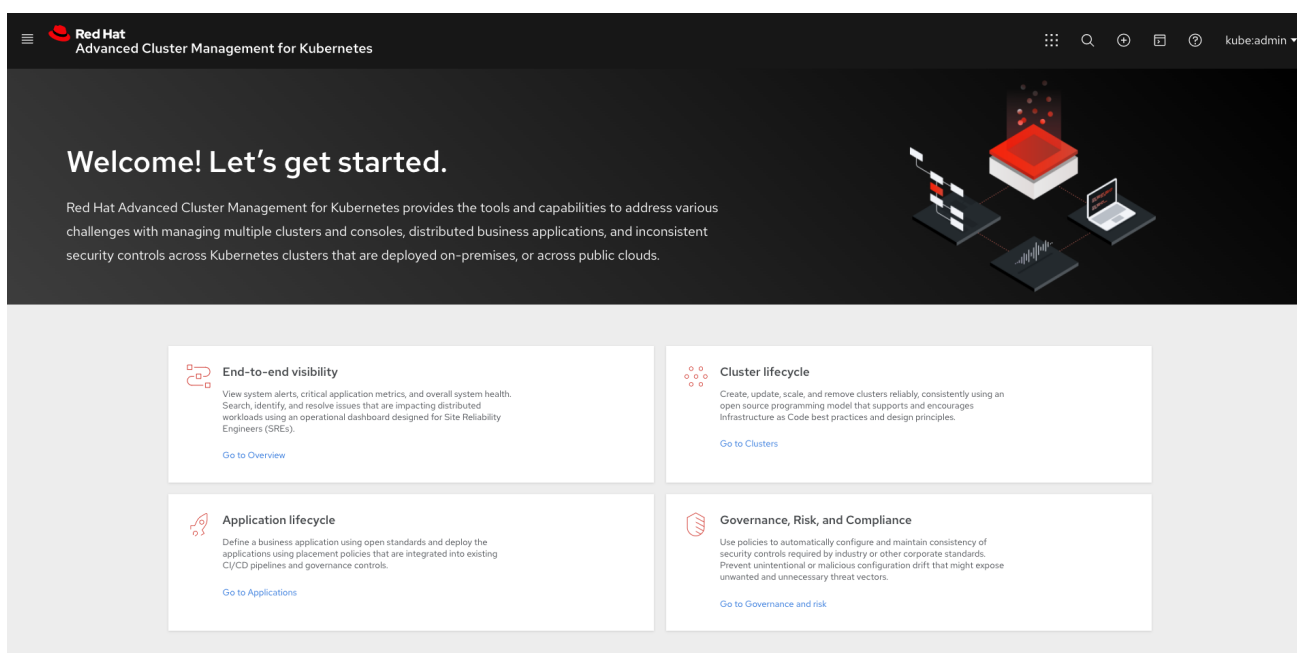 Red Hat
Advanced Cluster Management for Kubernetes
kube:admin
Welcome! Let's get started.
Red Hat Advanced Cluster Management for Kubernetes provides the tools and capabilities to address various
challenges with managing multiple clusters and consoles, distributed business applications, and inconsistent
security controls across Kubernetes clusters that are deployed on-premises, or across public clouds.
End-to-end visibility
View system alerts, critical application metrics, and overall system health.
Search, identify, and resolve issues that are impacting distributed
workloads using an operational dashboard designed for Site Reliability
Engineers (SREs).
Go to Overview
Cluster lifecycle
Create, update, scale, and remove clusters reliably, consistently using an
open source programming model that supports and encourages
Infrastructure as Code best practices and design principles.
Go to Clusters
Application lifecycle
Define a business application using open standards and deploy the
applications using placement policies that are integrated into existing
CI/CD pipelines and governance controls.
Go to Applications
Governance, Risk, and Compliance
Use policies to automatically configure and maintain consistency of
security controls required by industry or other corporate standards.
Prevent unintentional or malicious configuration drift that might expose
unwanted and unnecessary threat vectors.
Go to Governance and risk